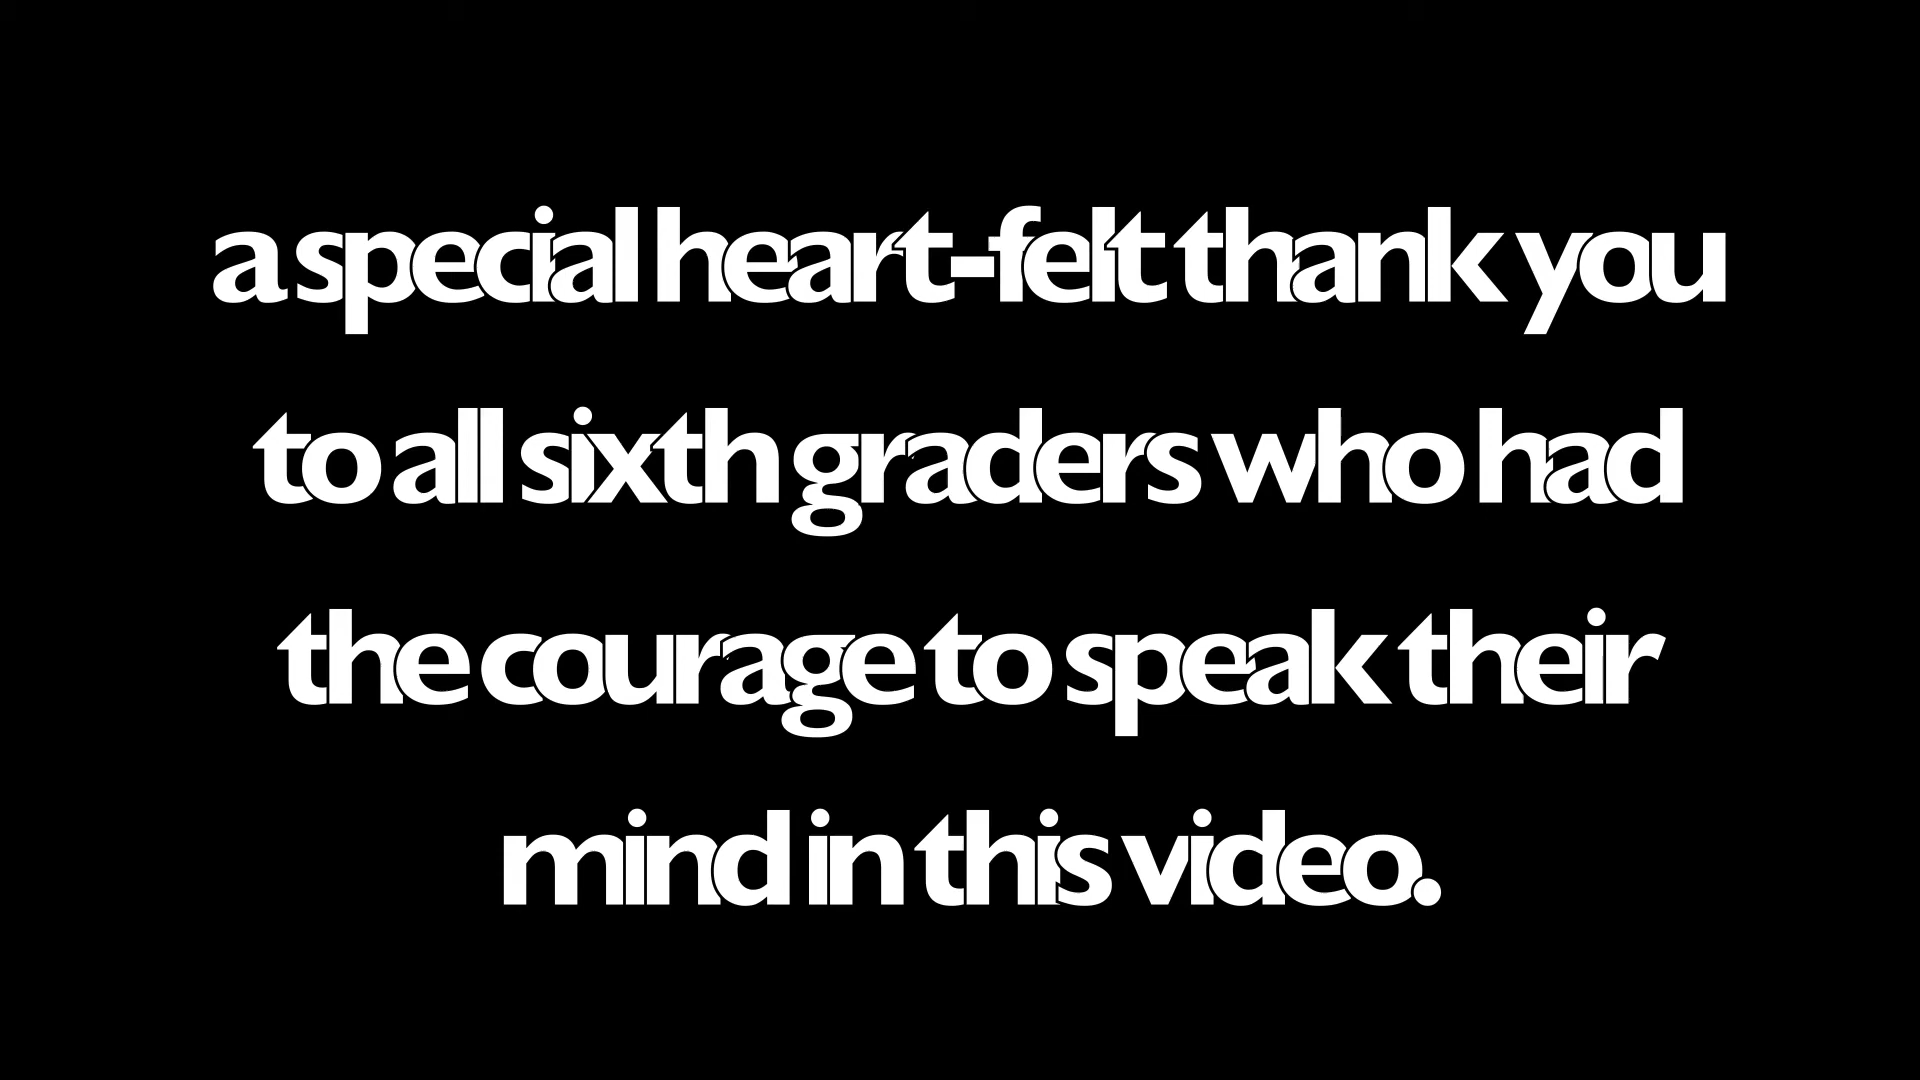 a special heart-felt thank you
to all sixth graders who had
the courage to speak their
mind in this video.